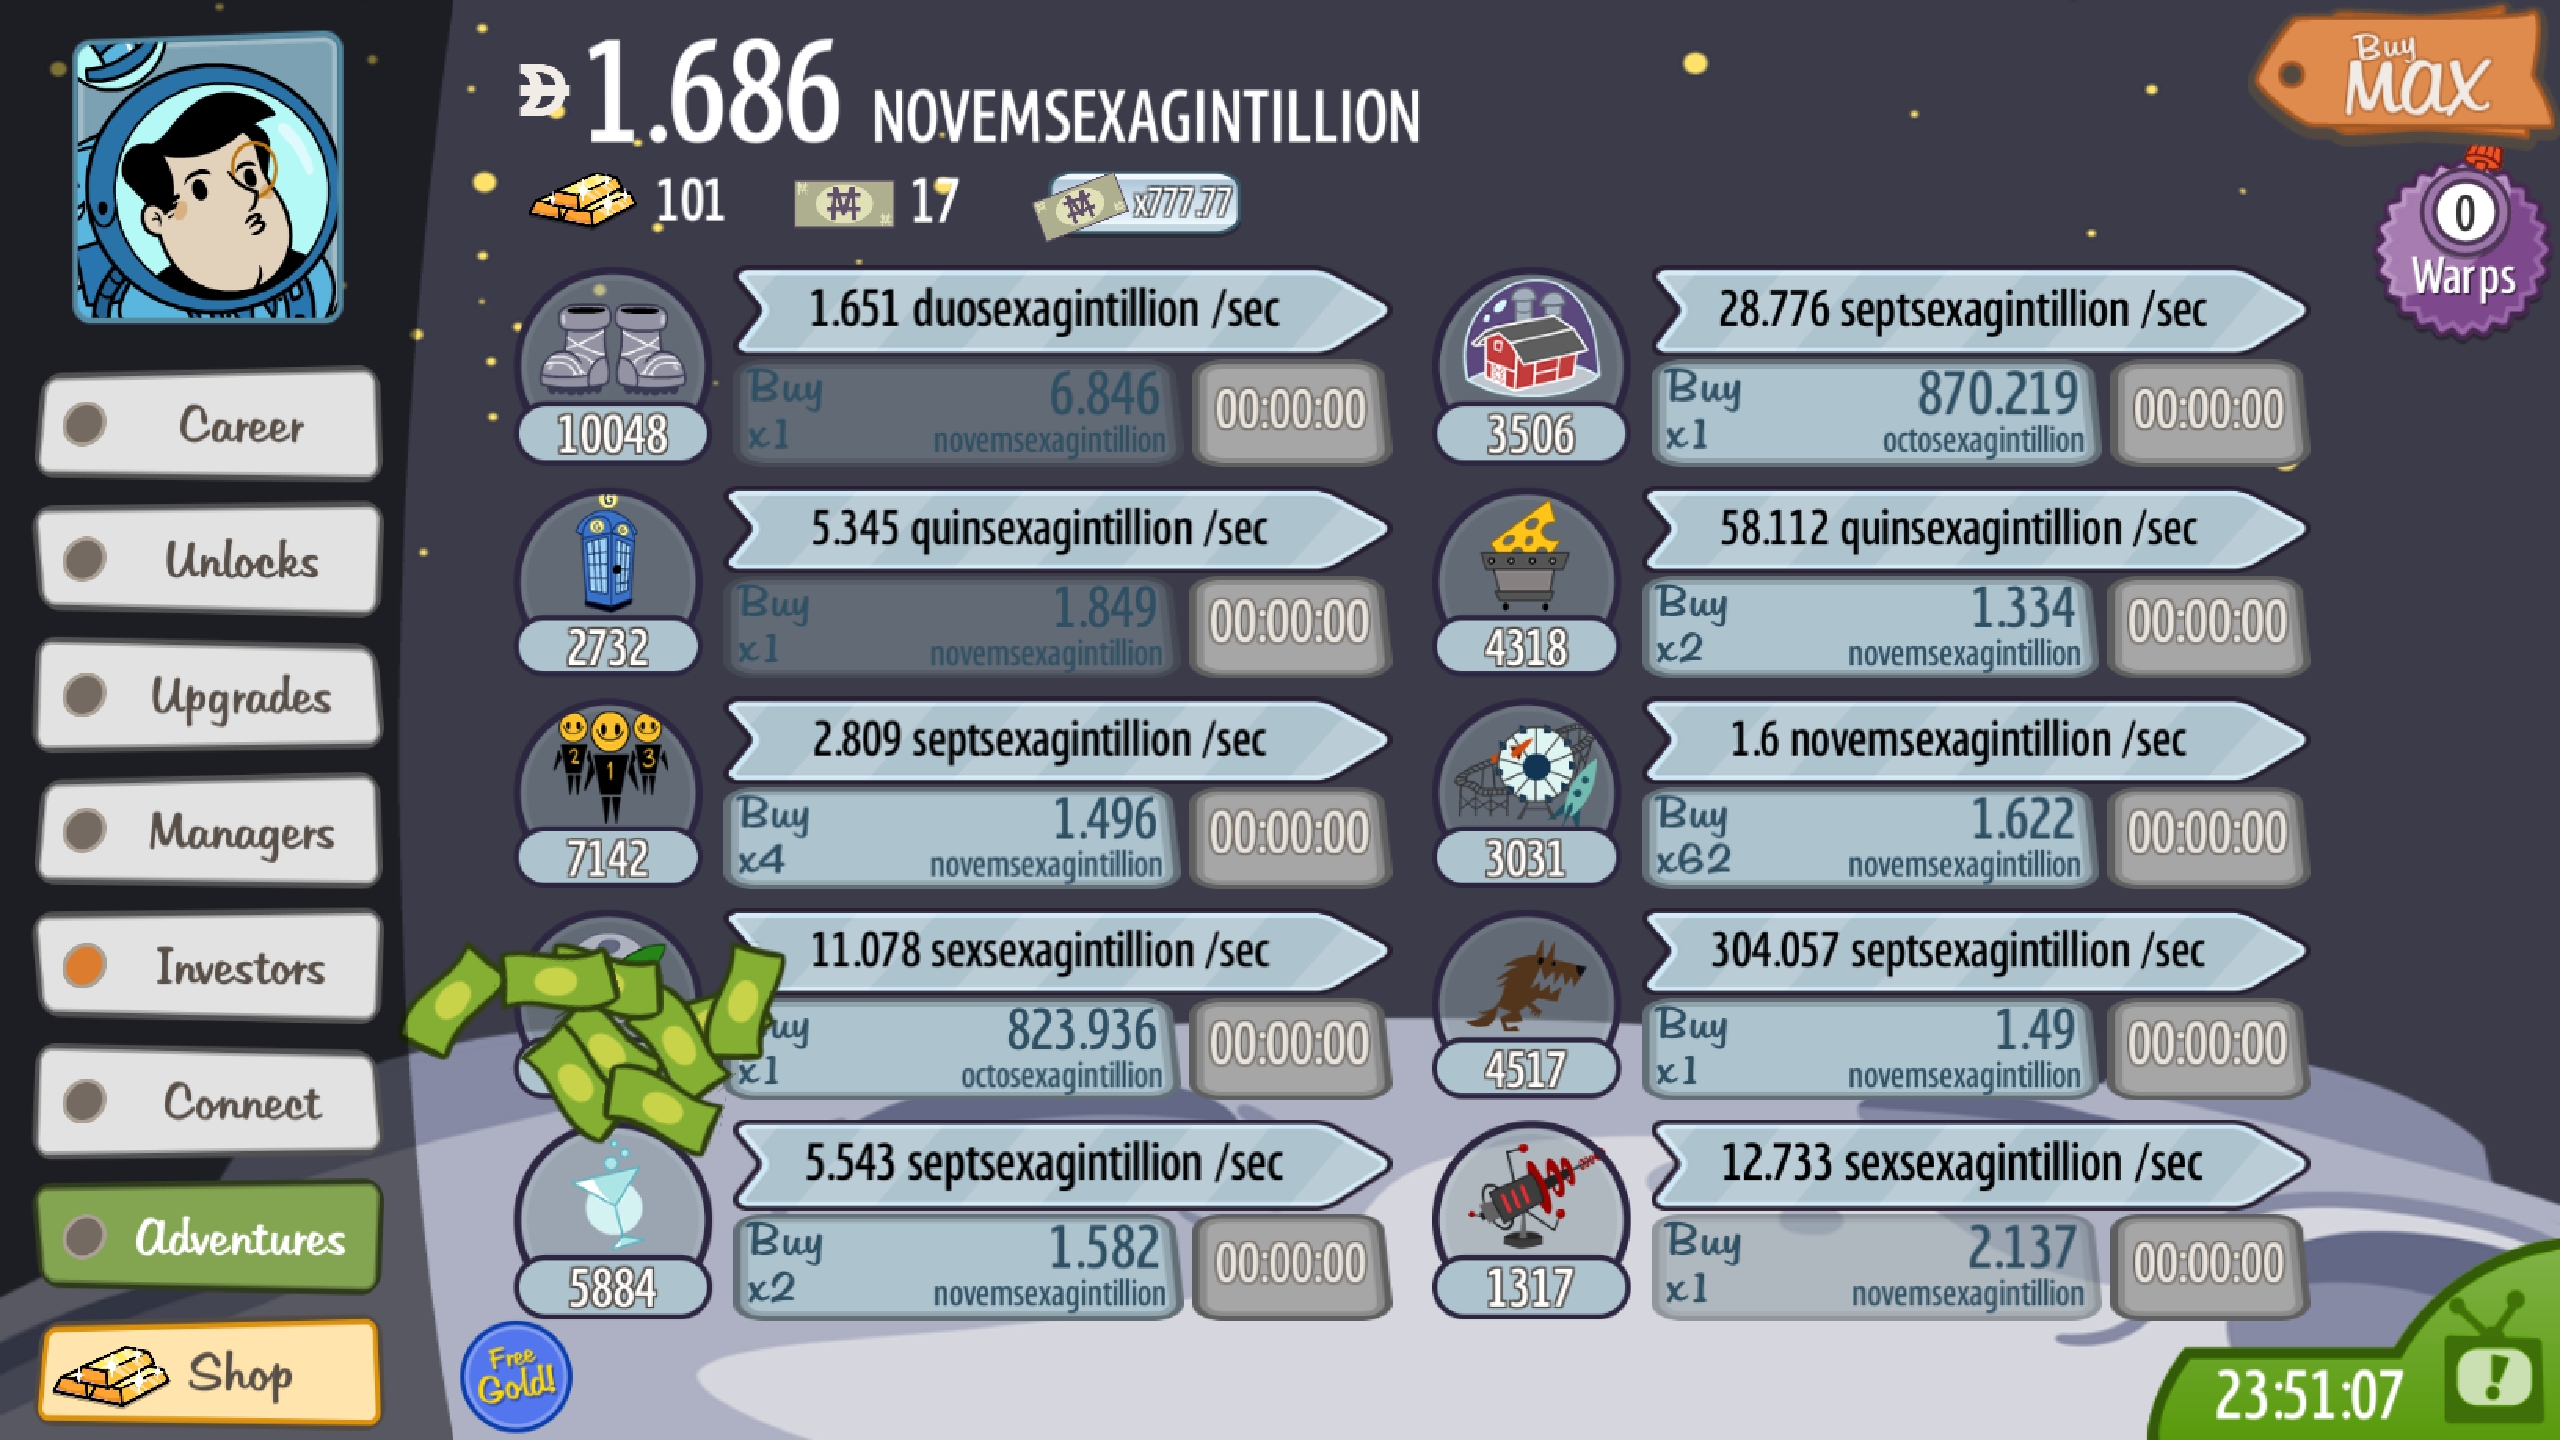 1.686 NOVEMSEXAGINTILLION
Buy
MAX
101 17 x777.77
0
Warps
Career
Unlocks
Upgrades
Managers
Investors
Connect
Adventures
Shop
1.651 duosexagintillion /sec
10048
Buy
x1
6.846
novemsexagintillion
00:00:00
28.776 septsexagintillion /sec
3506
Buy
x1
870.219
octosexagintillion
00:00:00
G
G G
5.345 quinsexagintillion /sec
2732
Buy
x1
1.849
novemsexagintillion
00:00:00
58.112 quinsexagintillion /sec
4318
Buy
x2
1.334
novemsexagintillion
00:00:00
2 1 3
2.809 septsexagintillion /sec
7142
Buy
x4
1.496
novemsexagintillion
00:00:00
1.6 novemsexagintillion /sec
3031
Buy
x62
1.622
novemsexagintillion
00:00:00
11.078 sexsexagintillion /sec
uy
x1
823.936
octosexagintillion
00:00:00
304.057 septsexagintillion /sec
4517
Buy
x1
1.49
novemsexagintillion
00:00:00
5.543 septsexagintillion /sec
5884
Buy
x2
1.582
novemsexagintillion
00:00:00
12.733 sexsexagintillion /sec
1317
Buy
x1
2.137
novemsexagintillion
00:00:00
Free
Gold!
23:51:07
!